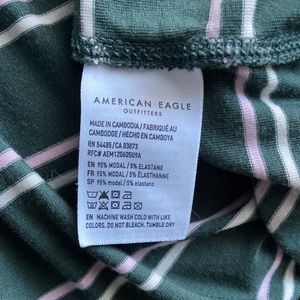 AMERICAN EAGLE
OUTFITTERS
MADE IN CAMBODIA / FABRIQUÉ AU
CAMBODGE / HECHO EN CAMBOYA
RN 54485/CA 03873
RFC# AEM120605U9A
EN 95% modal / 5% ELASTANE
FR 95% modal / 5% ÉLASTHANNE
SP 95% modal / 5% elastano
EN MACHINE WASH COLD WITH LIKE
COLORS. DO NOT BLEACH. TUMBLE DRY